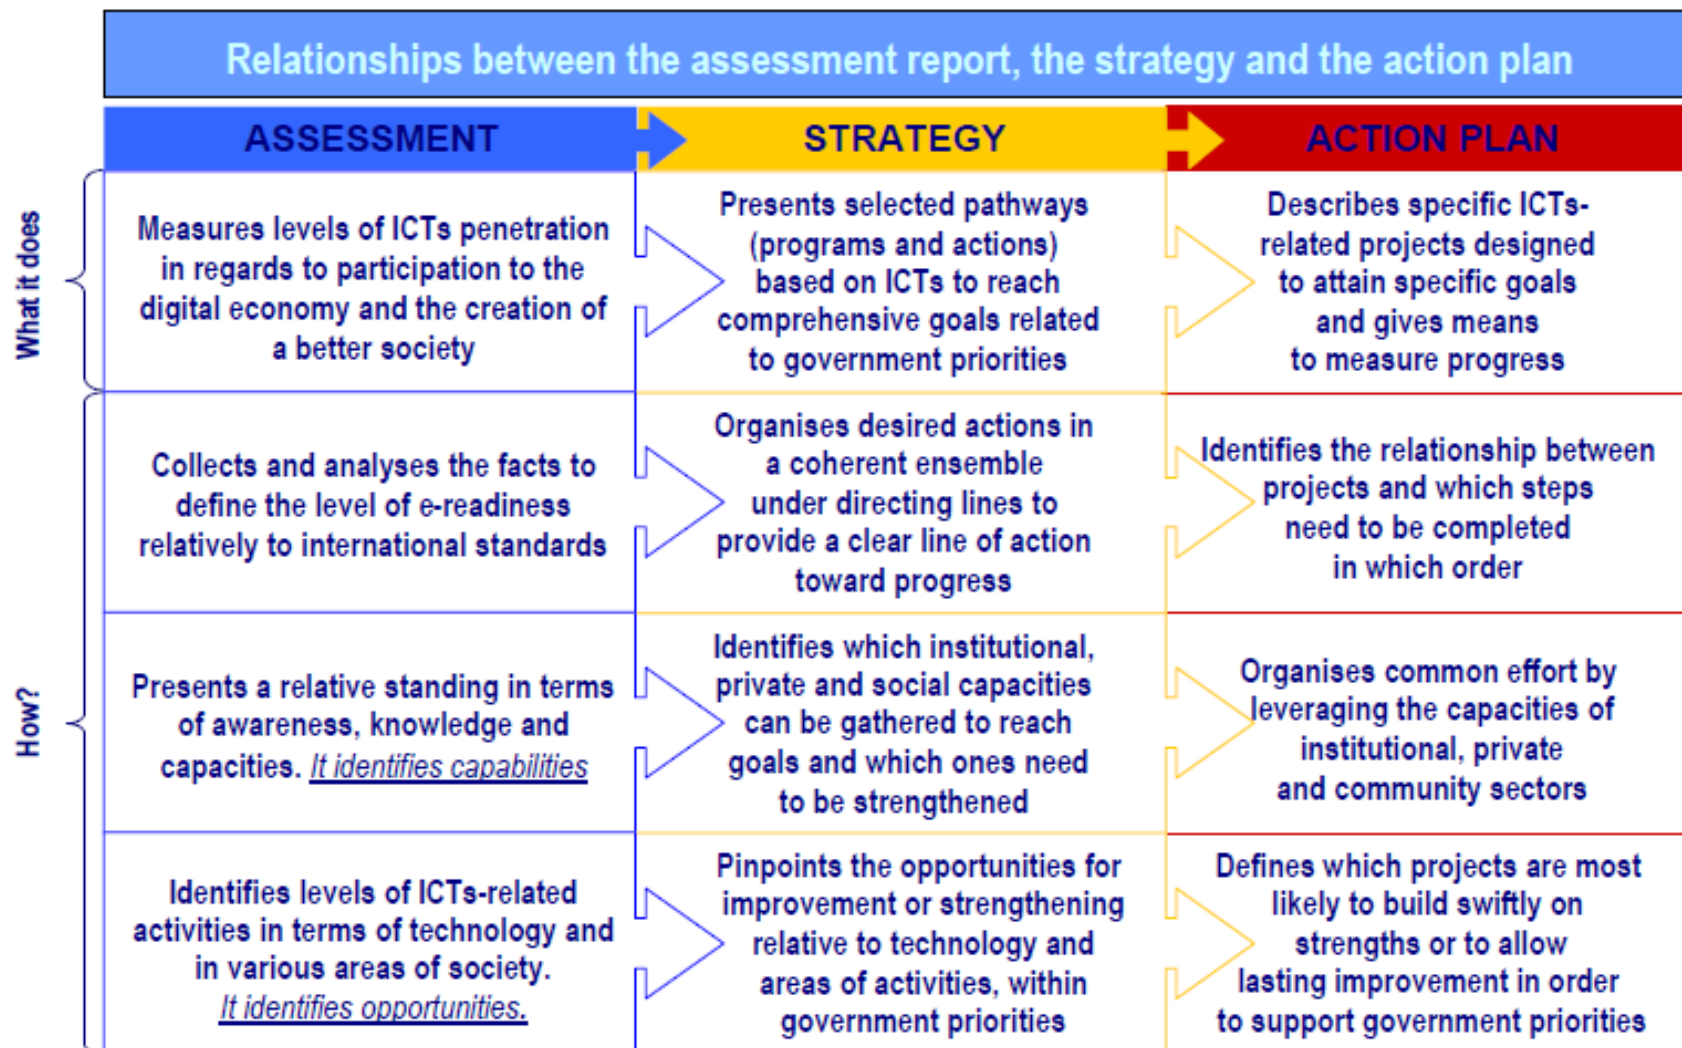 Relationships between the assessment report, the strategy and the action plan
ASSESSMENT
STRATEGY
ACTION PLAN
What it does
Measures levels of ICTs penetration
in regards to participation to the
digital economy and the creation of
a better society
Presents selected pathways
(programs and actions)
based on ICTs to reach
comprehensive goals related
to government priorities
Describes specific ICTs-
related projects designed
to attain specific goals
and gives means
to measure progress
How?
Collects and analyses the facts to
define the level of e-readiness
relatively to international standards
Organises desired actions in
a coherent ensemble
under directing lines to
provide a clear line of action
toward progress
Identifies the relationship between
projects and which steps
need to be completed
in which order
Presents a relative standing in terms
of awareness, knowledge and
capacities. It identifies capabilities
Identifies which institutional,
private and social capacities
can be gathered to reach
goals and which ones need
to be strengthened
Organises common effort by
leveraging the capacities of
institutional, private
and community sectors
Identifies levels of ICTs-related
activities in terms of technology and
in various areas of society.
It identifies opportunities.
Pinpoints the opportunities for
improvement or strengthening
relative to technology and
areas of activities, within
government priorities
Defines which projects are most
likely to build swiftly on
strengths or to allow
lasting improvement in order
to support government priorities